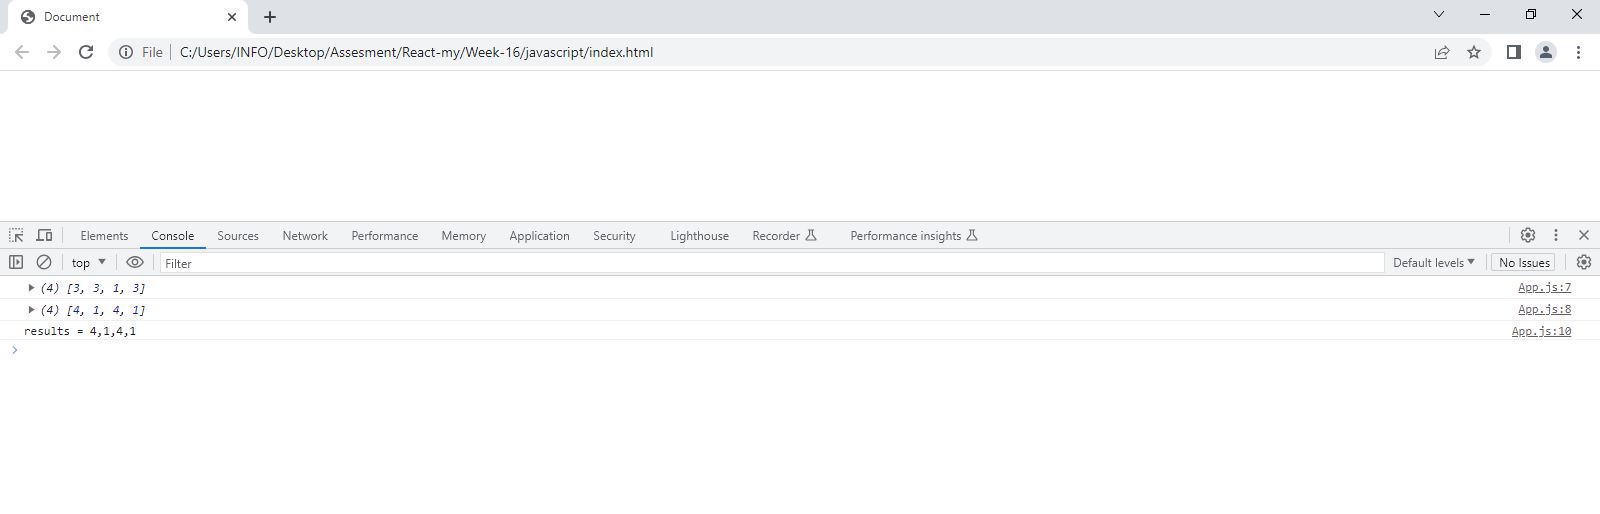 Document
File C:/Users/INFO/Desktop/Assesment/React-my/Week-16/javascript/index.html
Elements Console Sources Network Performance Memory Application Security Lighthouse Recorder Performance insights
top Filter Default levels No Issues
(4) [3, 3, 1, 3] App.js:7
(4) [4, 1, 4, 1] App.js:8
results = 4,1,4,1 App.js:10